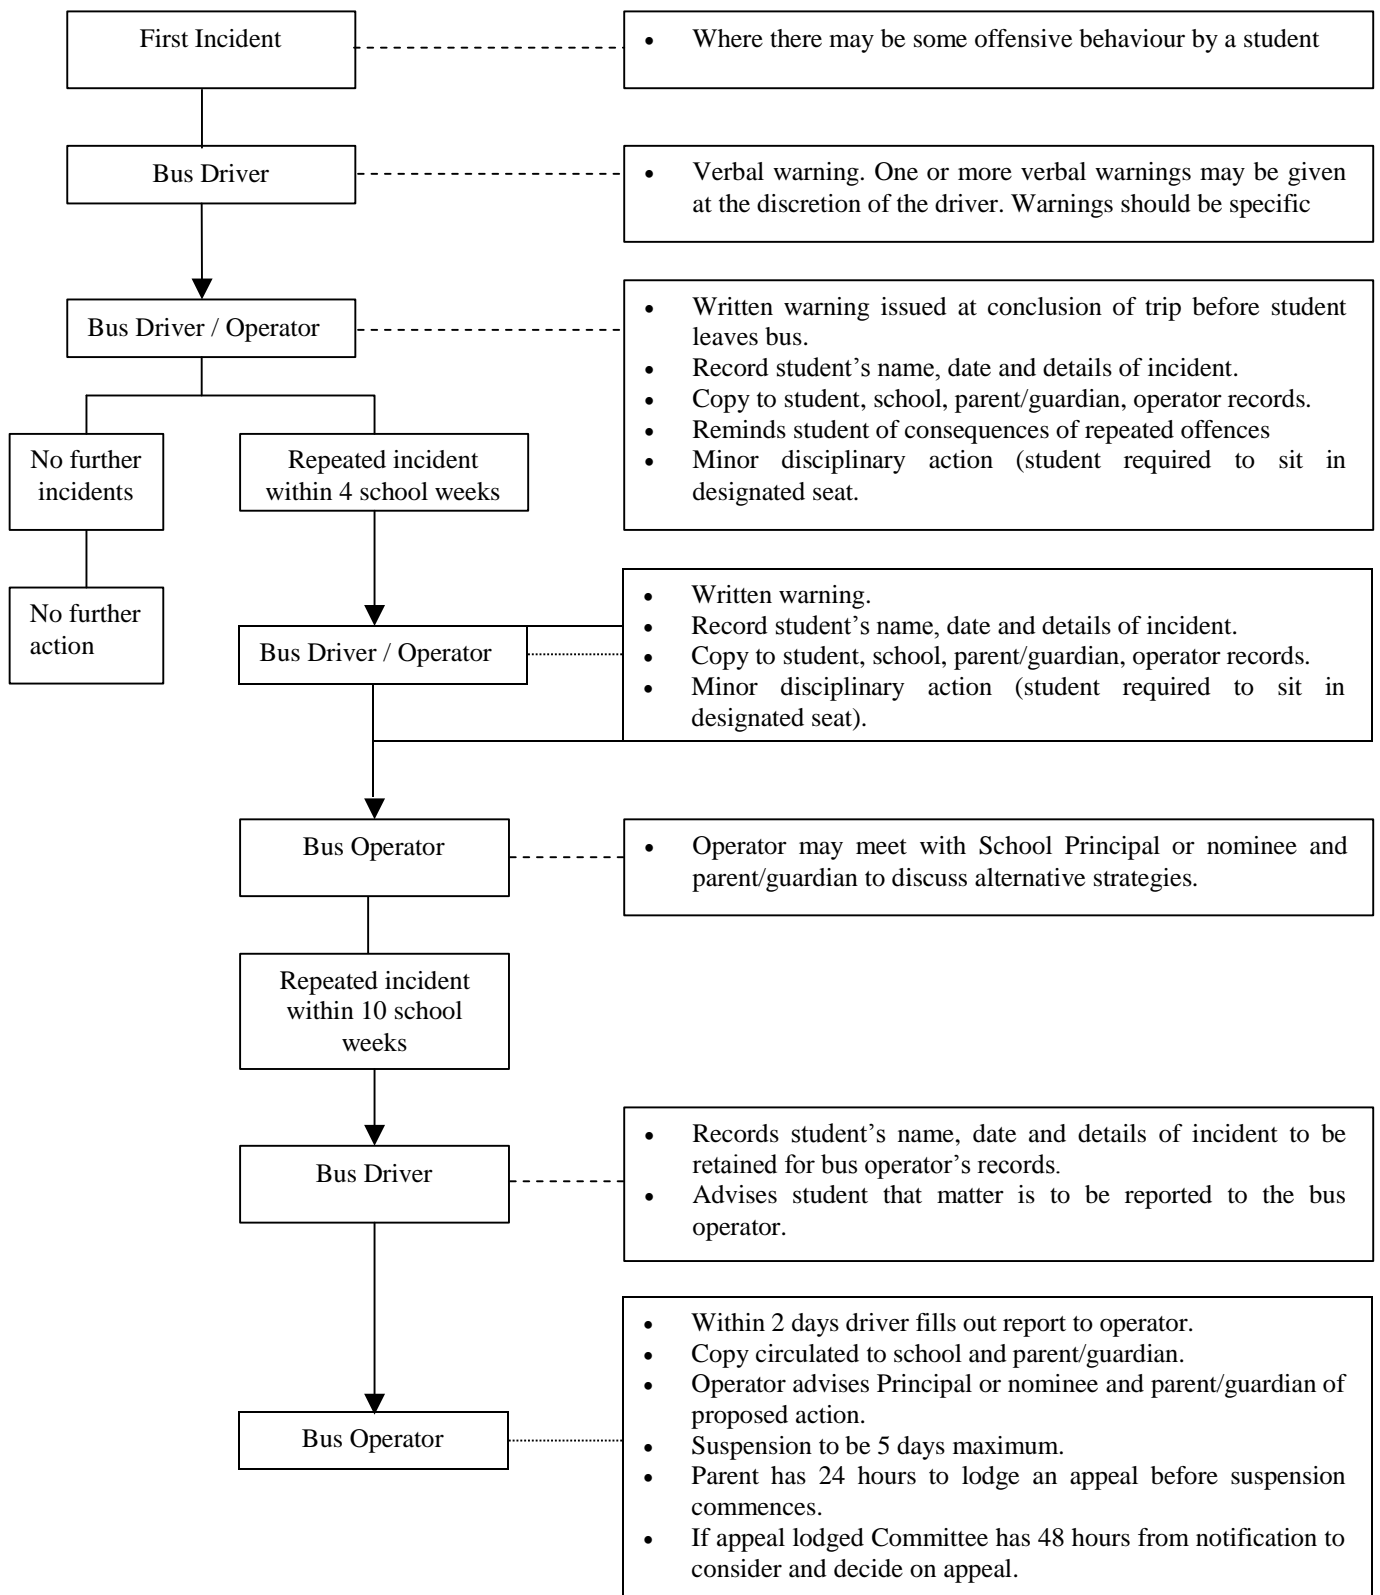 First Incident
• Where there may be some offensive behaviour by a student
Bus Driver
• Verbal warning. One or more verbal warnings may be given
at the discretion of the driver. Warnings should be specific
Bus Driver / Operator
• Written warning issued at conclusion of trip before student
leaves bus.
• Record student’s name, date and details of incident.
• Copy to student, school, parent/guardian, operator records.
• Reminds student of consequences of repeated offences
• Minor disciplinary action (student required to sit in
designated seat.
No further
incidents
Repeated incident
within 4 school weeks
No further
action
Bus Driver / Operator
• Written warning.
• Record student’s name, date and details of incident.
• Copy to student, school, parent/guardian, operator records.
• Minor disciplinary action (student required to sit in
designated seat).
Bus Operator
• Operator may meet with School Principal or nominee and
parent/guardian to discuss alternative strategies.
Repeated incident
within 10 school
weeks
Bus Driver
• Records student’s name, date and details of incident to be
retained for bus operator’s records.
• Advises student that matter is to be reported to the bus
operator.
Bus Operator
• Within 2 days driver fills out report to operator.
• Copy circulated to school and parent/guardian.
• Operator advises Principal or nominee and parent/guardian of
proposed action.
• Suspension to be 5 days maximum.
• Parent has 24 hours to lodge an appeal before suspension
commences.
• If appeal lodged Committee has 48 hours from notification to
consider and decide on appeal.